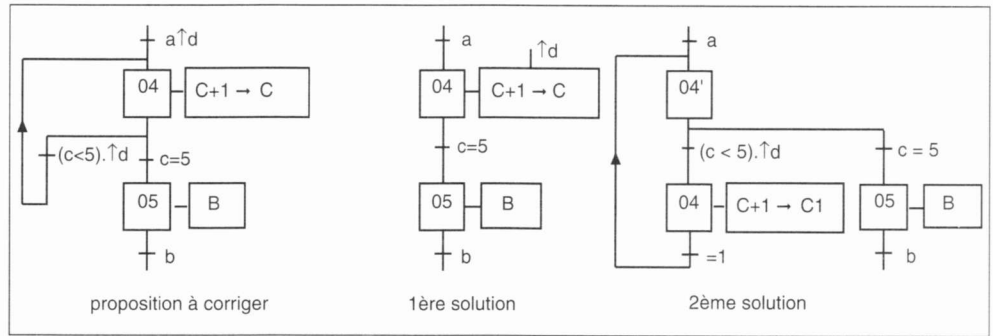 a↑d
04
C+1 → C
(c<5).↑d
c=5
05
B
b
proposition à corriger
a
↑d
04
C+1 → C
c=5
05
B
b
1ère solution
a
04'
(c < 5).↑d
c = 5
04
C+1 → C1
05
B
=1
b
2ème solution